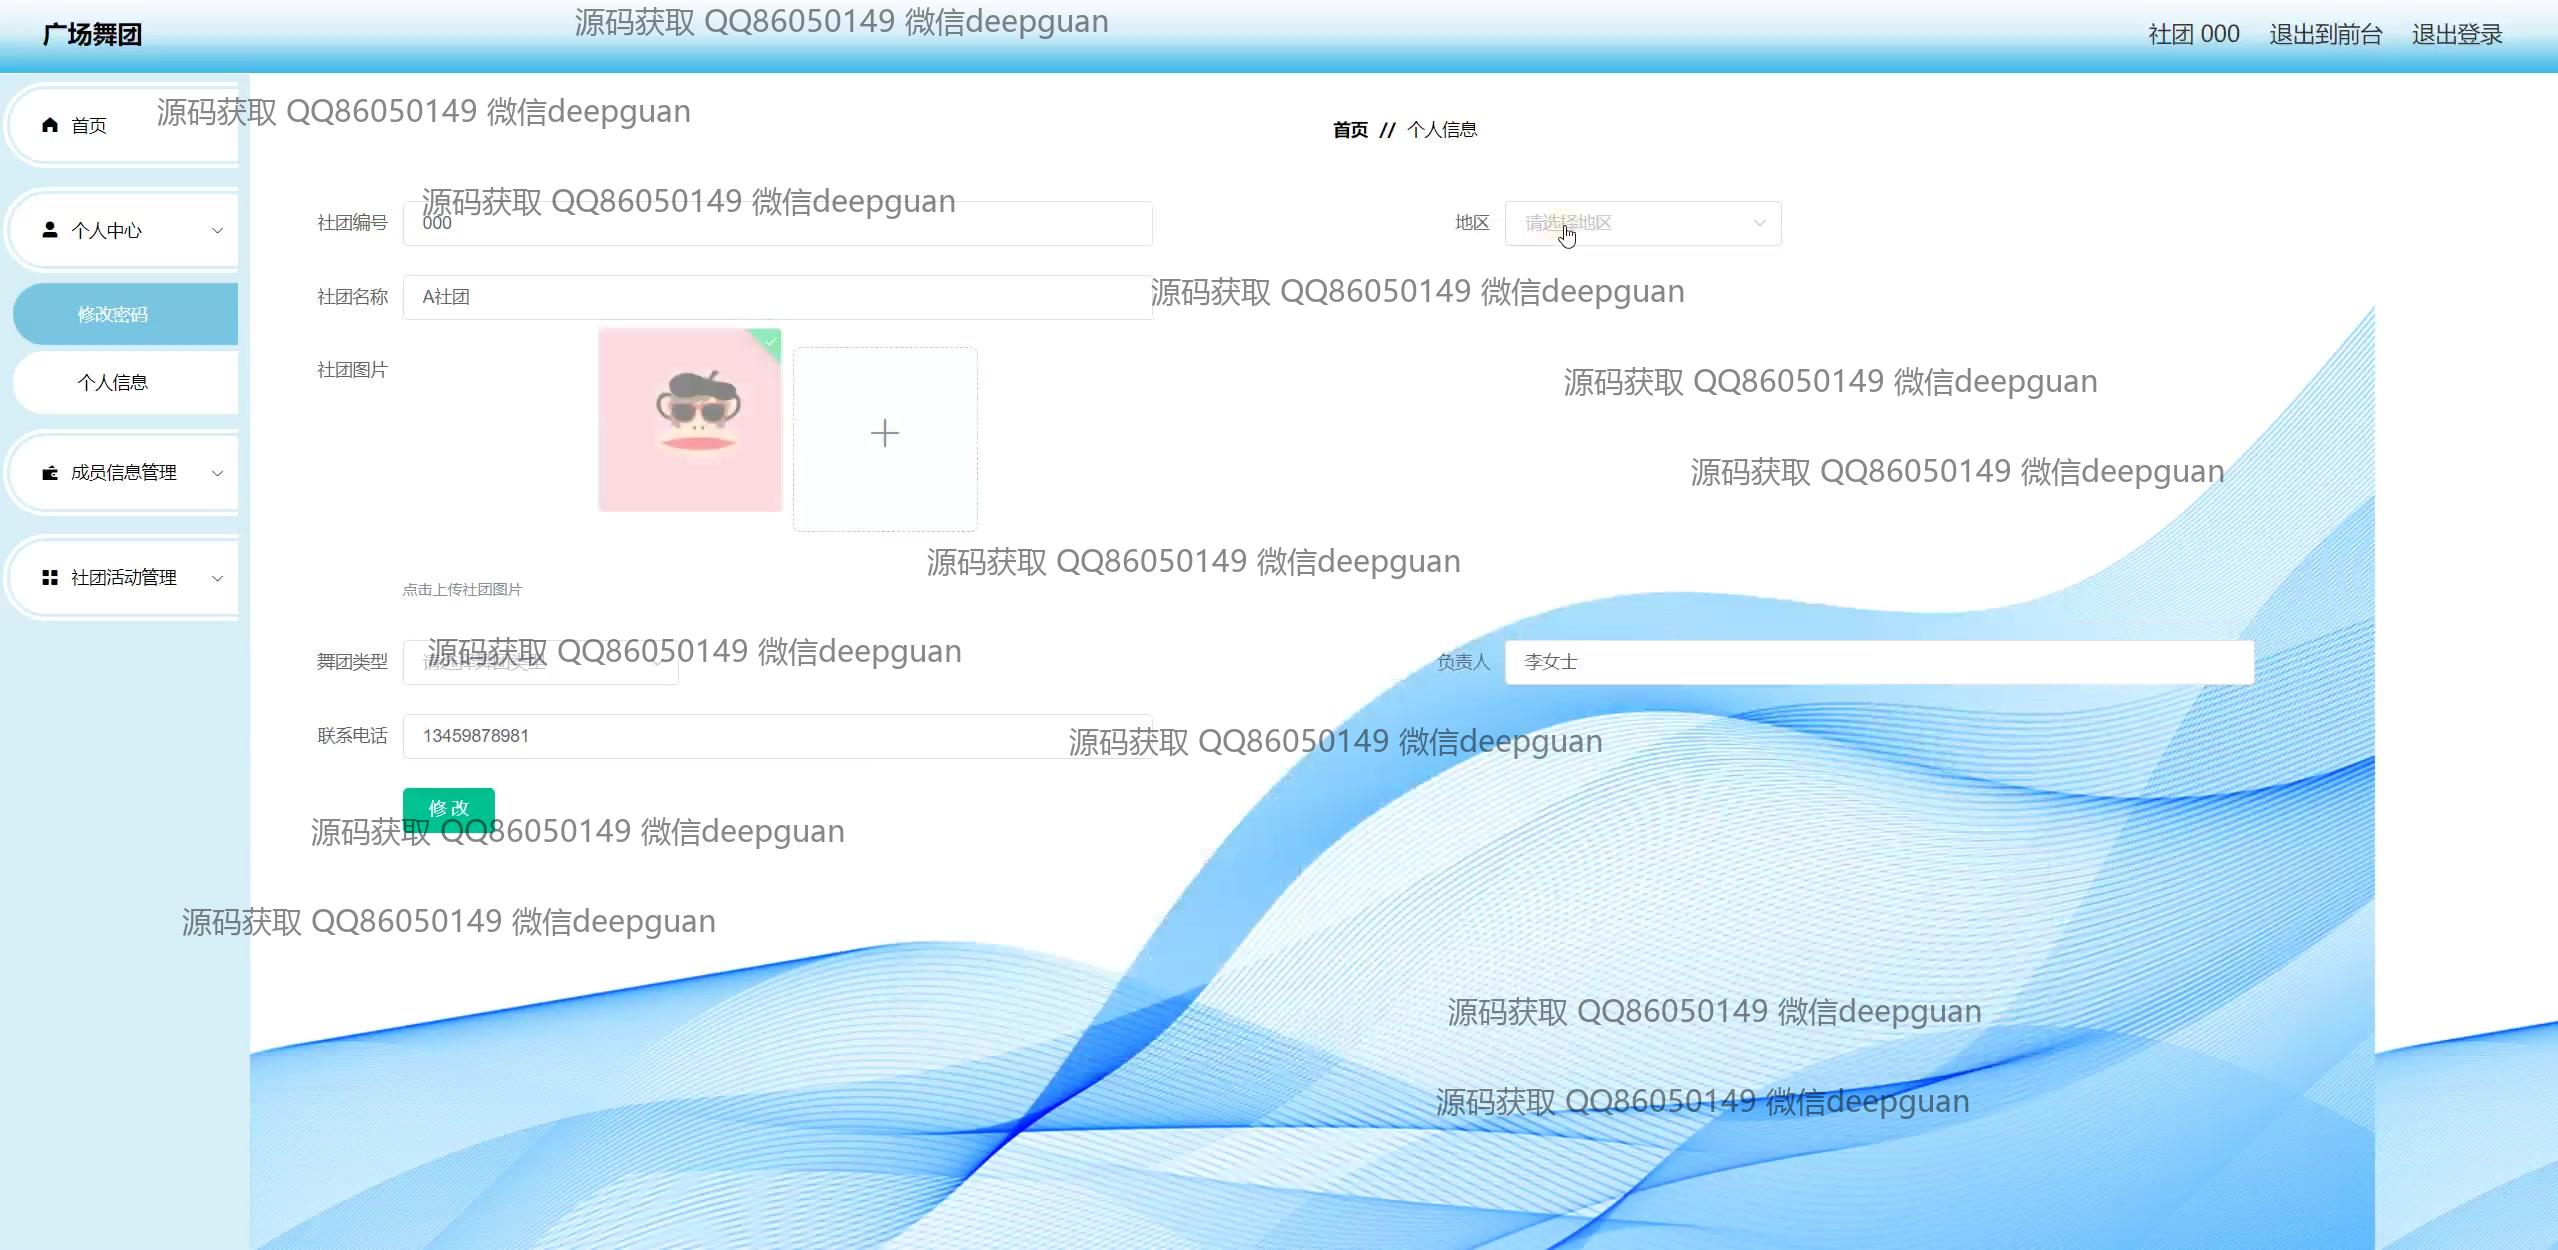 广场舞团
源码获取 QQ86050149 微信deepguan
社团 000
退出到前台
退出登录
首页
源码获取 QQ86050149 微信deepguan
首页 // 个人信息
个人中心
修改密码
个人信息
成员信息管理
社团活动管理
源码获取 QQ86050149 微信deepguan
社团编号
000
地区
请选择地区
社团名称
A社团
源码获取 QQ86050149 微信deepguan
社团图片
源码获取 QQ86050149 微信deepguan
源码获取 QQ86050149 微信deepguan
源码获取 QQ86050149 微信deepguan
点击上传社团图片
源码获取 QQ86050149 微信deepguan
舞团类型
请选择舞团类型
负责人
李女士
联系电话
13459878981
源码获取 QQ86050149 微信deepguan
修改
源码获取 QQ86050149 微信deepguan
源码获取 QQ86050149 微信deepguan
源码获取 QQ86050149 微信deepguan
源码获取 QQ86050149 微信deepguan